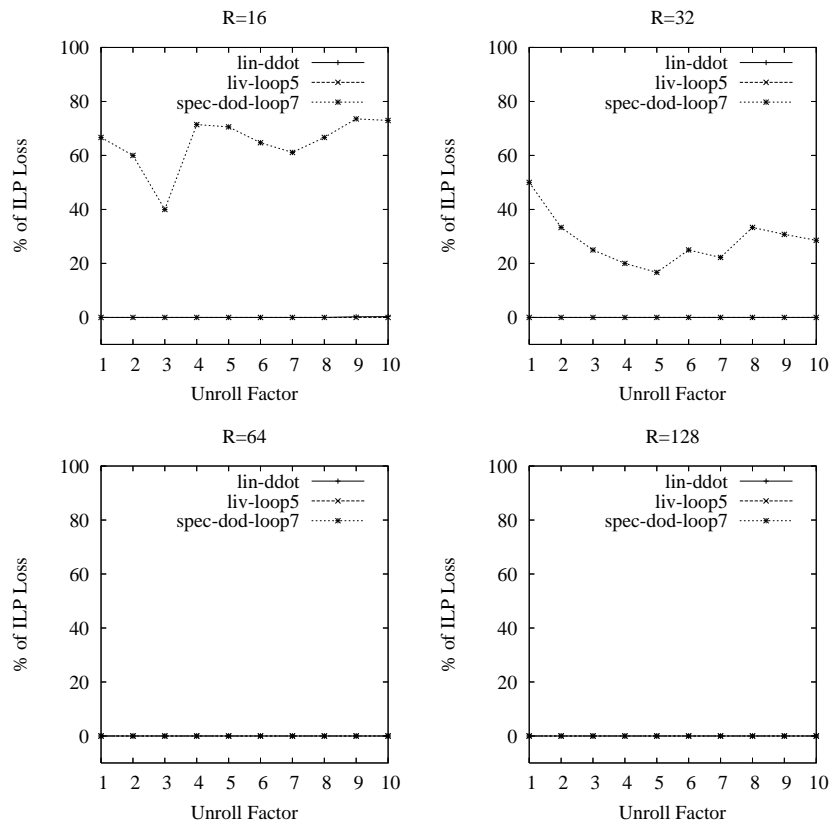 R=16
100
80
60
40
20
0
% of ILP Loss
lin-ddot
liv-loop5
spec-dod-loop7
1 2 3 4 5 6 7 8 9 10
Unroll Factor
R=32
100
80
60
40
20
0
% of ILP Loss
lin-ddot
liv-loop5
spec-dod-loop7
1 2 3 4 5 6 7 8 9 10
Unroll Factor
R=64
100
80
60
40
20
0
% of ILP Loss
lin-ddot
liv-loop5
spec-dod-loop7
1 2 3 4 5 6 7 8 9 10
Unroll Factor
R=128
100
80
60
40
20
0
% of ILP Loss
lin-ddot
liv-loop5
spec-dod-loop7
1 2 3 4 5 6 7 8 9 10
Unroll Factor